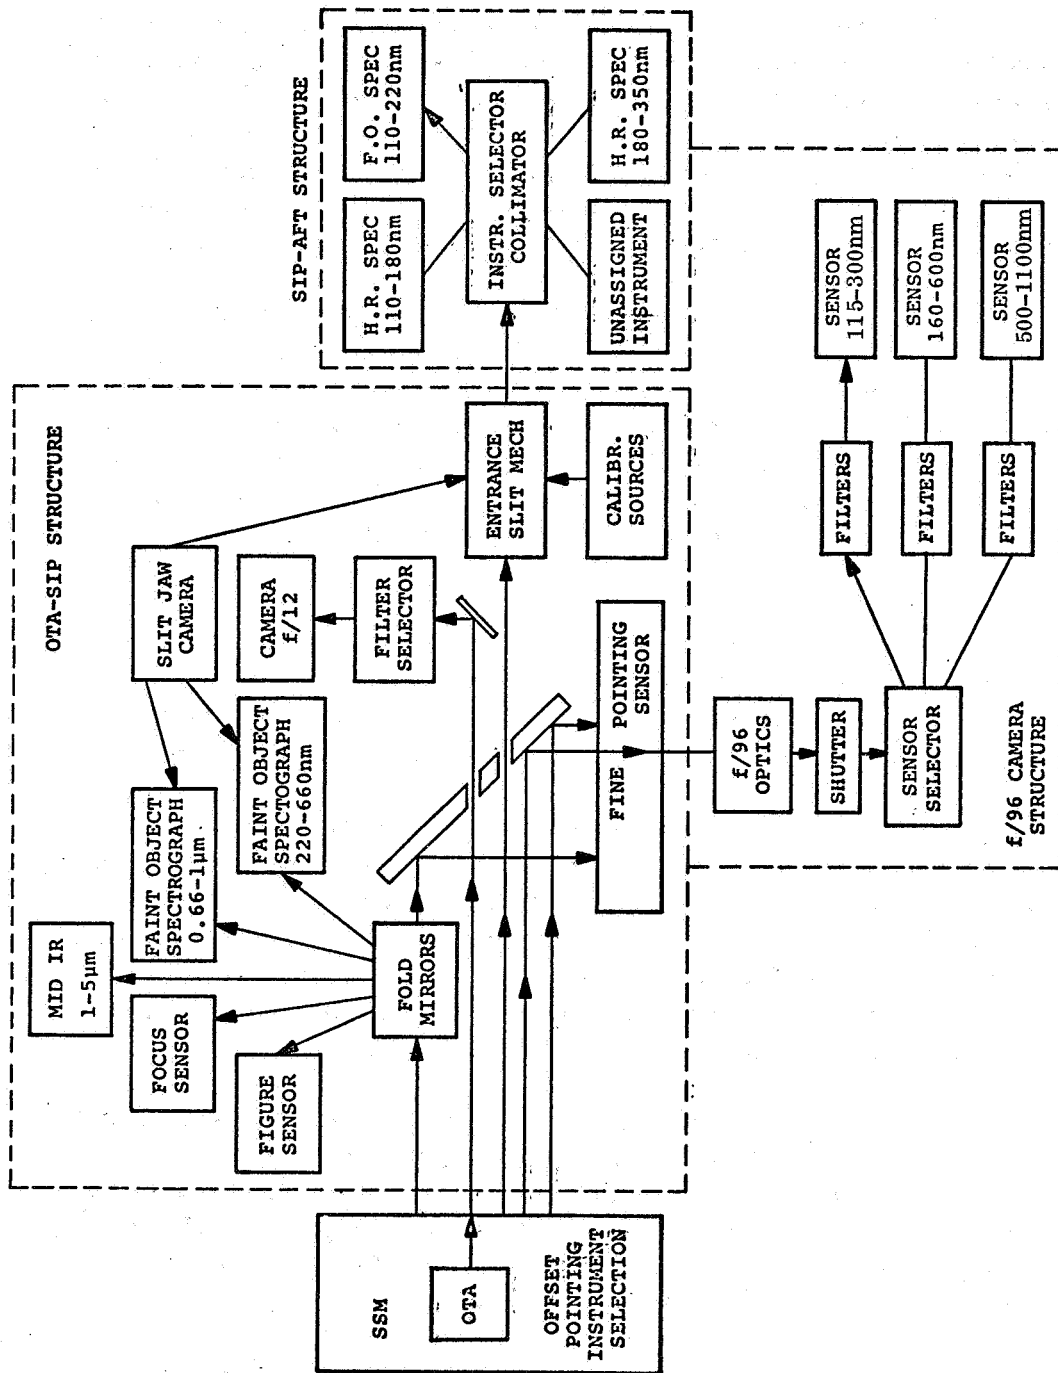 SSM
OTA
OFFSET
POINTING
INSTRUMENT
SELECTION
OTA-SIP STRUCTURE
MID IR
1-5μm
FOCUS
SENSOR
FIGURE
SENSOR
FAINT OBJECT
SPECTROGRAPH
0.66-1μm
FAINT OBJECT
SPECTOGRAPH
220-660nm
SLIT JAW
CAMERA
CAMERA
f/12
FILTER
SELECTOR
FOLD
MIRRORS
ENTRANCE
SLIT MECH
CALIBR.
SOURCES
FINE POINTING
SENSOR
SIP-AFT STRUCTURE
H.R. SPEC
110-180nm
F.O. SPEC
110-220nm
INSTR. SELECTOR
COLLIMATOR
UNASSIGNED
INSTRUMENT
H.R. SPEC
180-350nm
f/96
OPTICS
SHUTTER
SENSOR
SELECTOR
FILTERS
FILTERS
FILTERS
SENSOR
115-300nm
SENSOR
160-600nm
SENSOR
500-1100nm
f/96 CAMERA
STRUCTURE